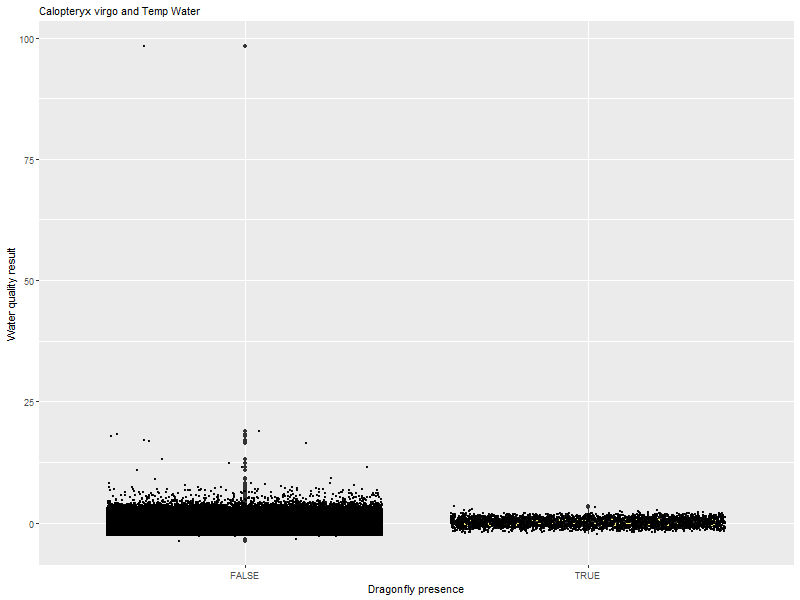 Calopteryx virgo and Temp Water
100
75
50
25
0
Water quality result
FALSE
TRUE
Dragonfly presence